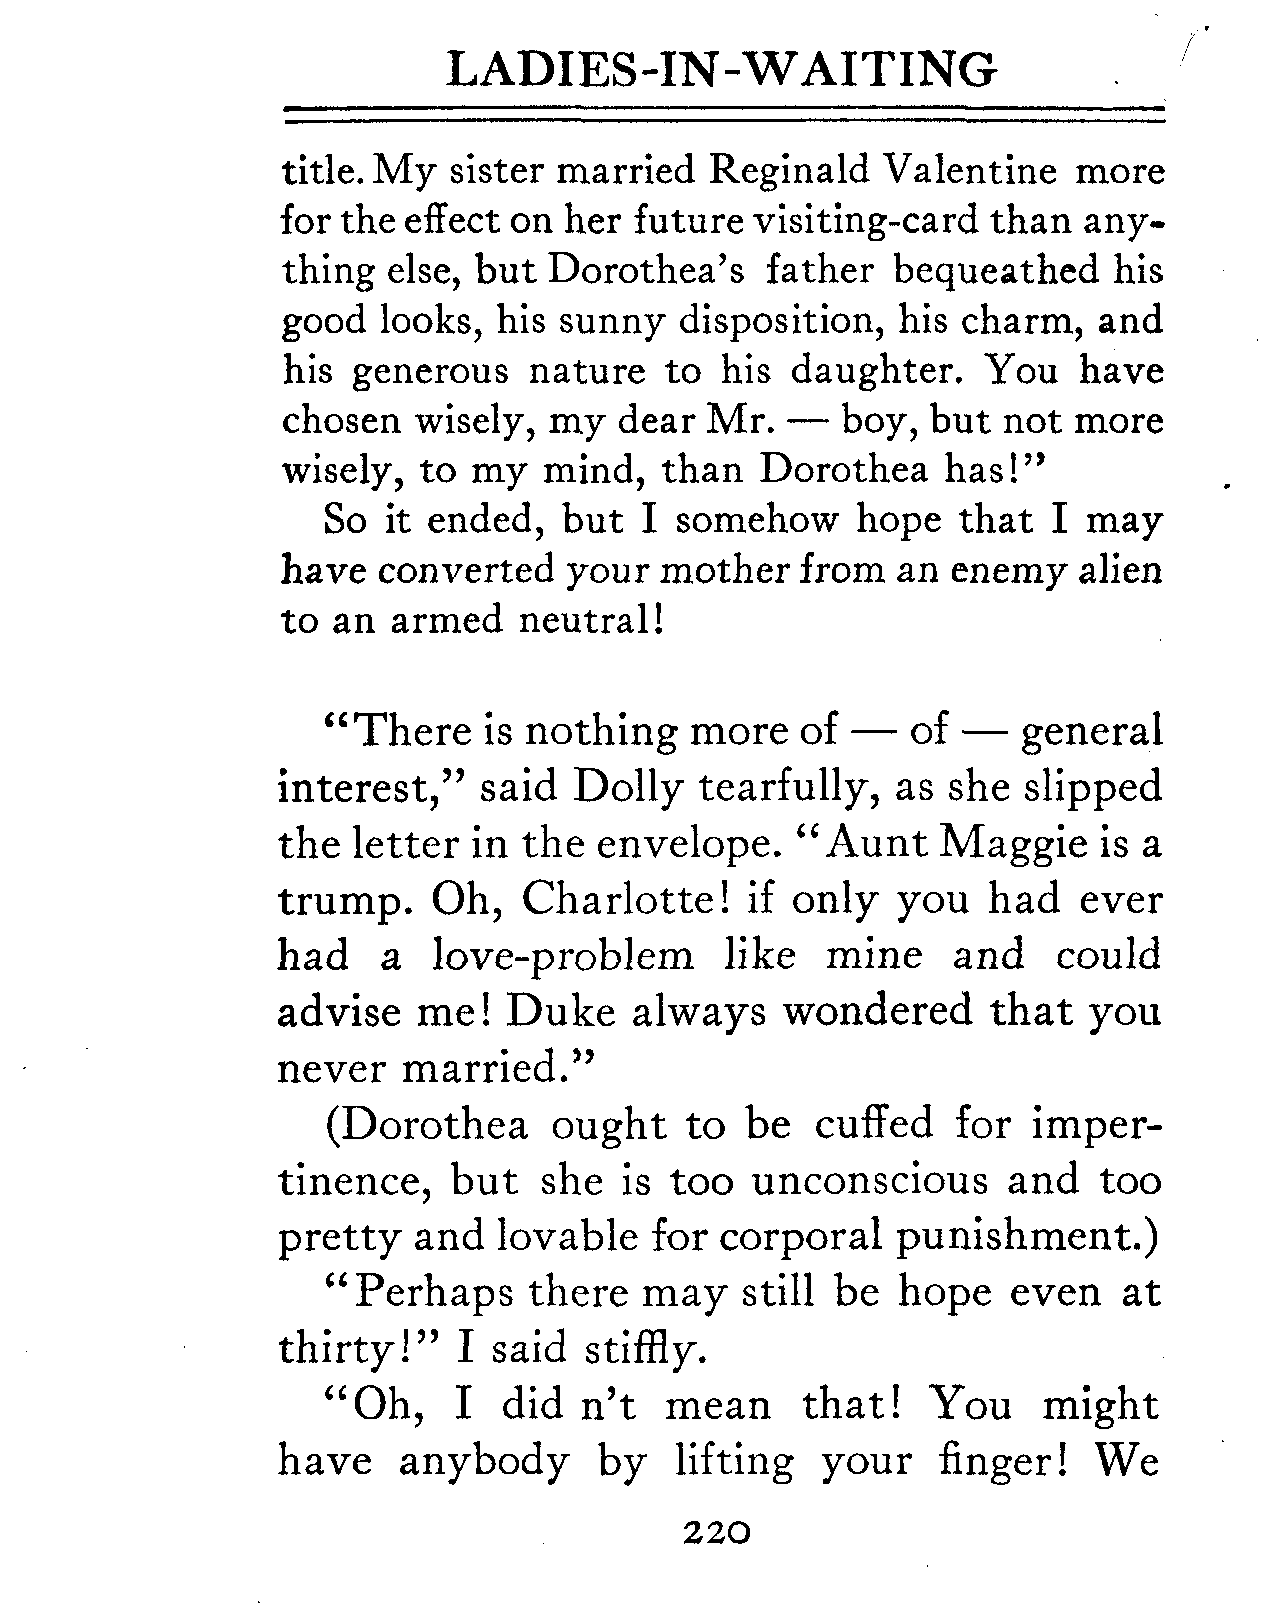 LADIES-IN-WAITING
title. My sister married Reginald Valentine more
for the effect on her future visiting-card than any-
thing else, but Dorothea's father bequeathed his
good looks, his sunny disposition, his charm, and
his generous nature to his daughter. You have
chosen wisely, my dear Mr. — boy, but not more
wisely, to my mind, than Dorothea has!"
So it ended, but I somehow hope that I may
have converted your mother from an enemy alien
to an armed neutral!
"There is nothing more of — of — general
interest," said Dolly tearfully, as she slipped
the letter in the envelope. "Aunt Maggie is a
trump. Oh, Charlotte! if only you had ever
had a love-problem like mine and could
advise me! Duke always wondered that you
never married."
(Dorothea ought to be cuffed for imper-
tinence, but she is too unconscious and too
pretty and lovable for corporal punishment.)
"Perhaps there may still be hope even at
thirty!" I said stiffly.
"Oh, I did n't mean that! You might
have anybody by lifting your finger! We
220